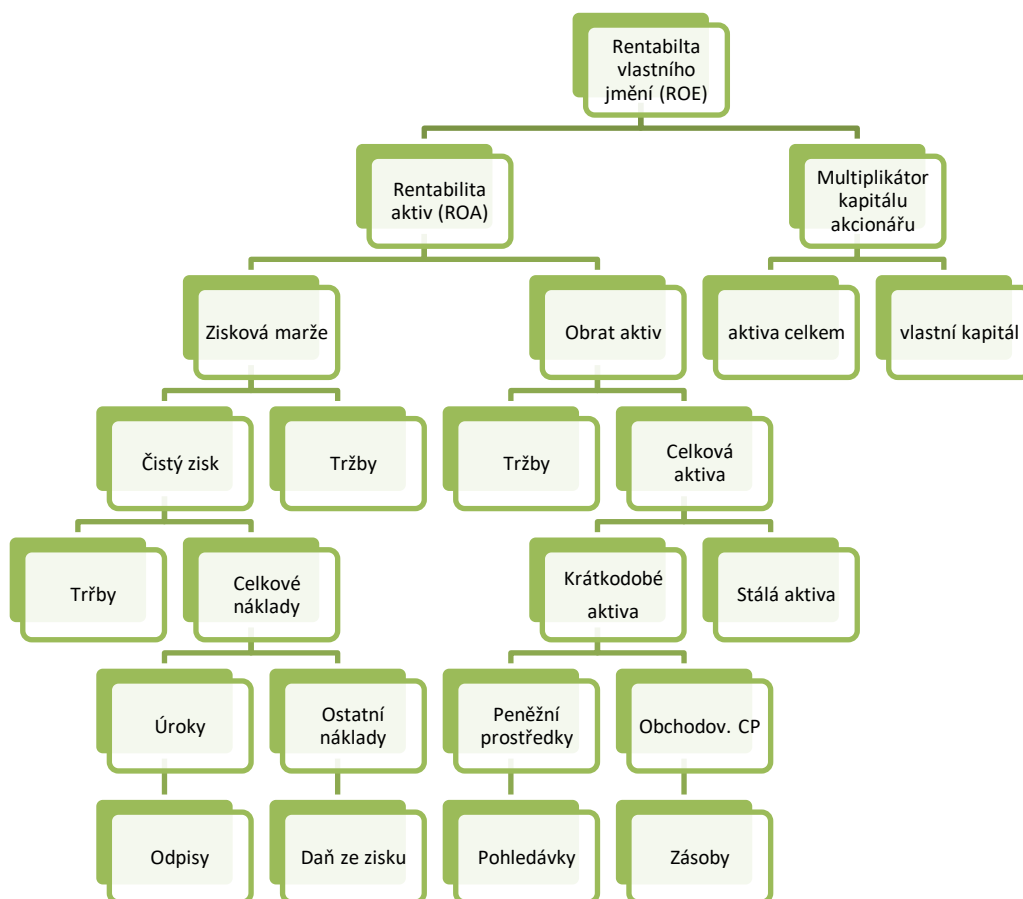 Rentabilta
vlastního
jmění (ROE)
Rentabilita
aktiv (ROA)
Multiplikátor
kapitálu
akcionářu
Zisková marže
Obrat aktiv
aktiva celkem
vlastní kapitál
Čistý zisk
Tržby
Tržby
Celková
aktiva
Trřby
Celkové
náklady
Krátkodobé
aktiva
Stálá aktiva
Úroky
Ostatní
náklady
Peněžní
prostředky
Obchodov. CP
Odpisy
Daň ze zisku
Pohledávky
Zásoby